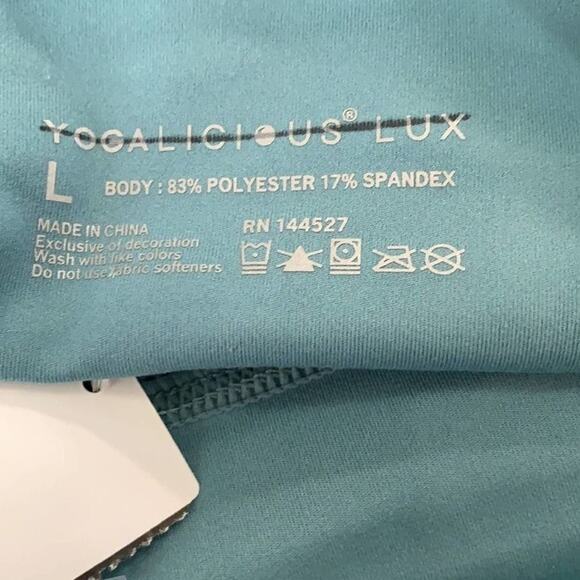 YOGALICIOUS® LUX
L
BODY : 83% POLYESTER 17% SPANDEX
MADE IN CHINA
Exclusive of decoration
Wash with like colors
Do not use fabric softeners
RN 144527